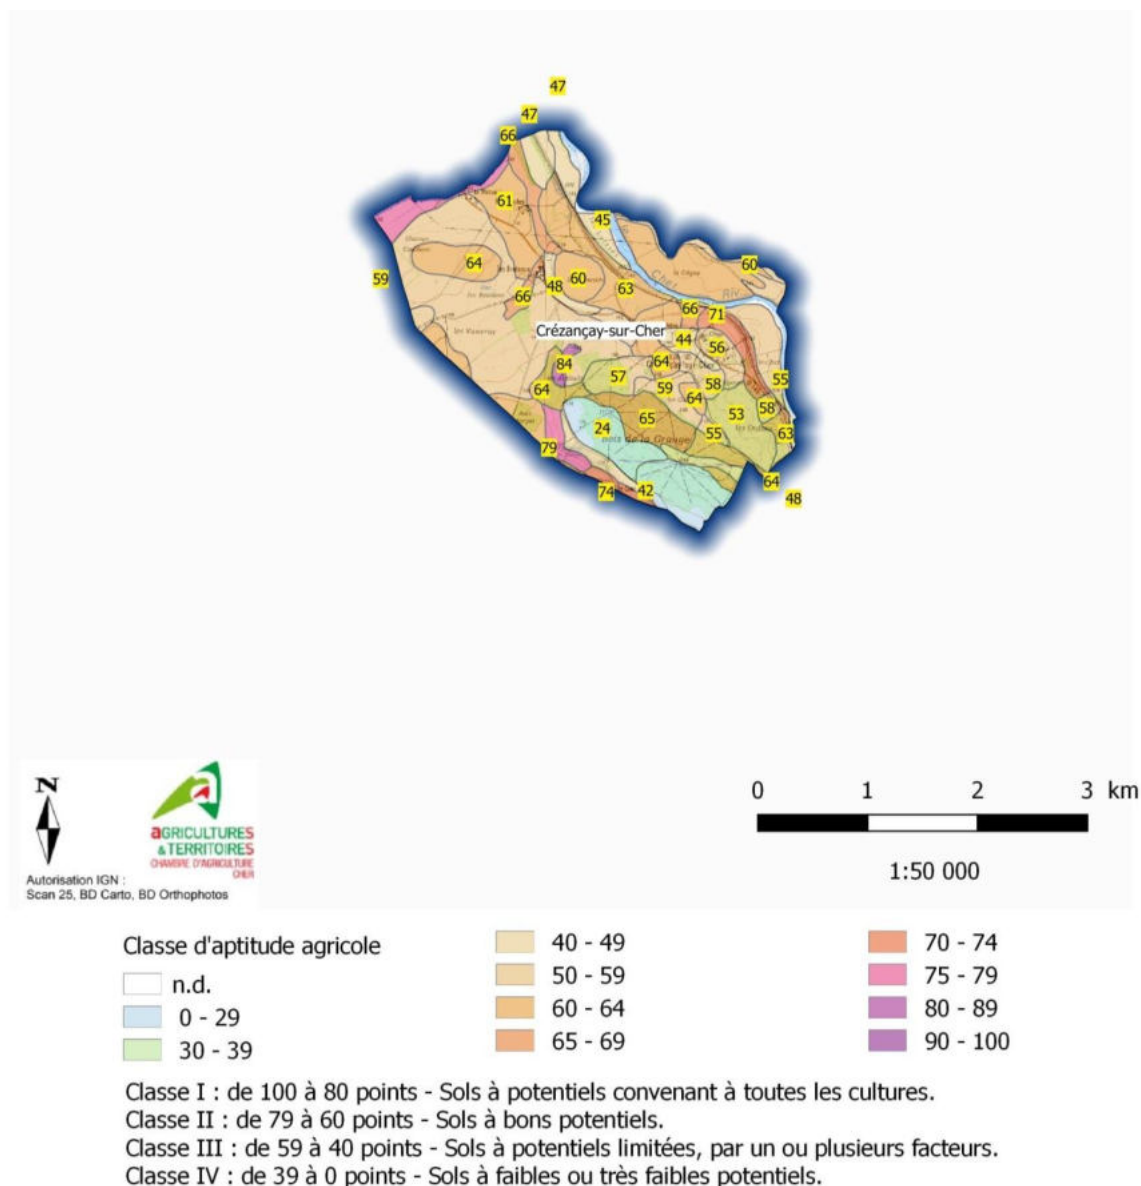 47
47
66
61
45
64
60
59
60
48
63
66
66
71
Crézançay-sur-Cher
44
56
84
64
57
55
64
59
58
64
65
53
58
24
55
63
79
64
74
42
48
Cher
Riv
Bois de la Grange
N
AGRICULTURES
& TERRITOIRES
CHAMBRE D'AGRICULTURE
CHER
Autorisation IGN :
Scan 25, BD Carto, BD Orthophotos
0 1 2 3 km
1:50 000
Classe d'aptitude agricole
n.d.
0 - 29
30 - 39
40 - 49
50 - 59
60 - 64
65 - 69
70 - 74
75 - 79
80 - 89
90 - 100
Classe I : de 100 à 80 points - Sols à potentiels convenant à toutes les cultures.
Classe II : de 79 à 60 points - Sols à bons potentiels.
Classe III : de 59 à 40 points - Sols à potentiels limitées, par un ou plusieurs facteurs.
Classe IV : de 39 à 0 points - Sols à faibles ou très faibles potentiels.